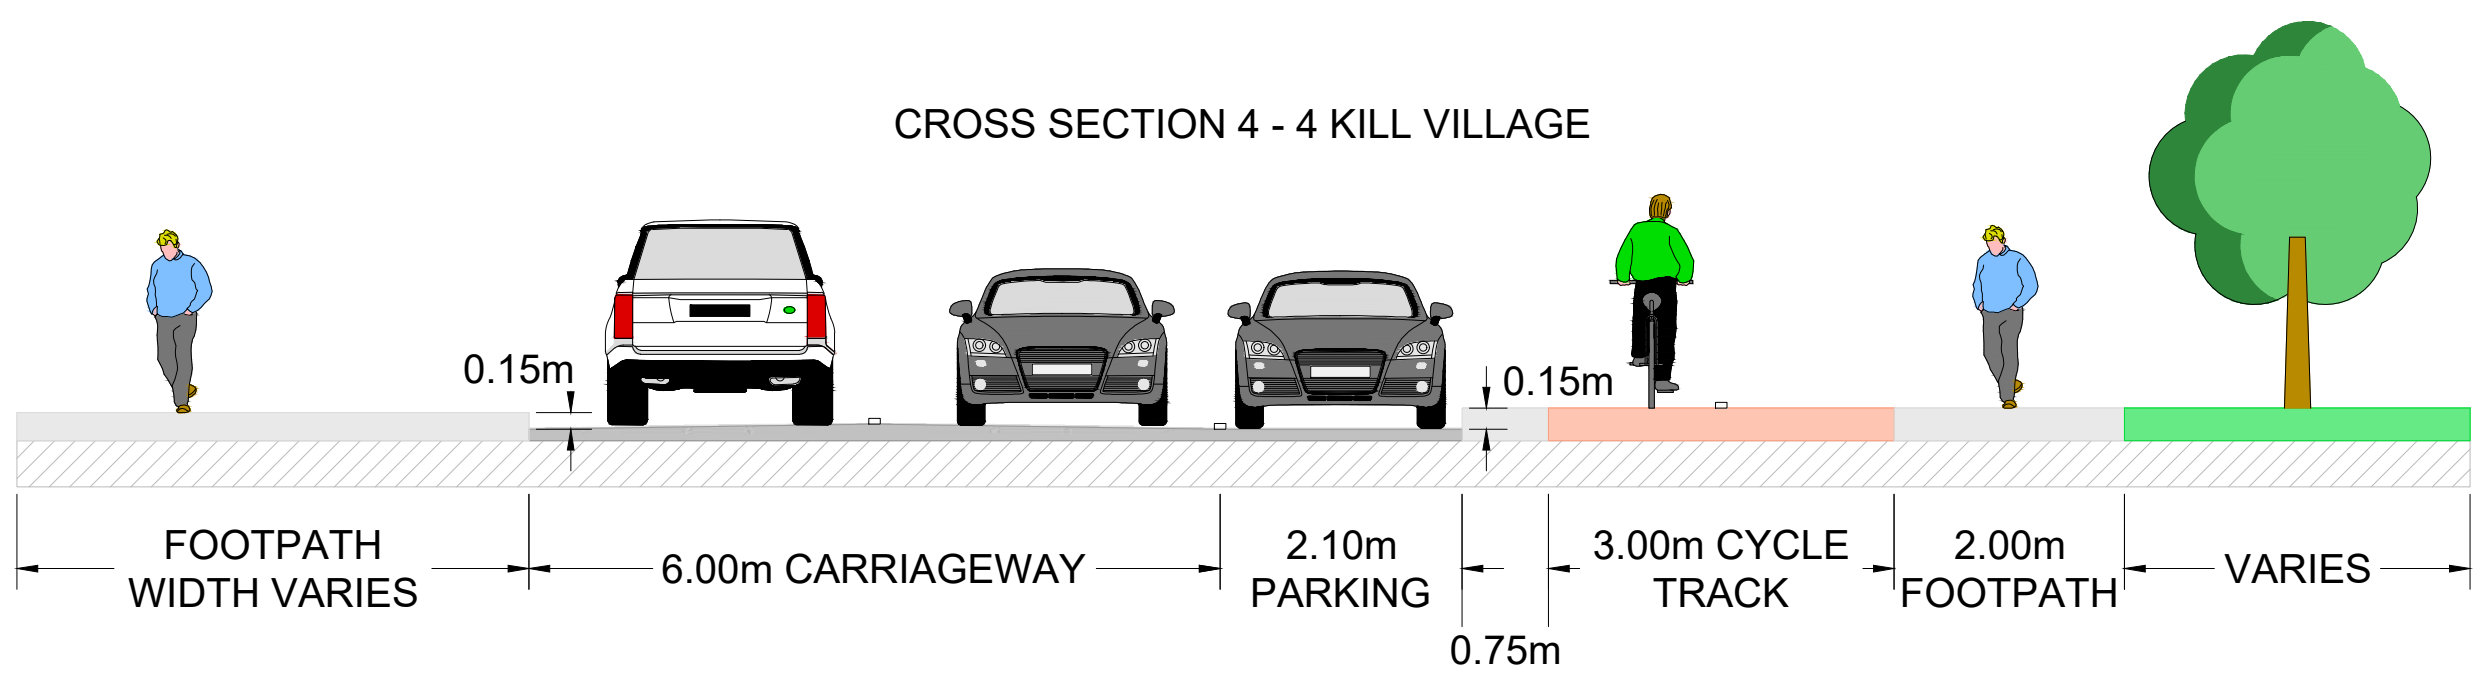 CROSS SECTION 4 - 4 KILL VILLAGE
0.15m
0.15m
FOOTPATH
WIDTH VARIES
6.00m CARRIAGEWAY
2.10m
PARKING
0.75m
3.00m CYCLE
TRACK
2.00m
FOOTPATH
VARIES